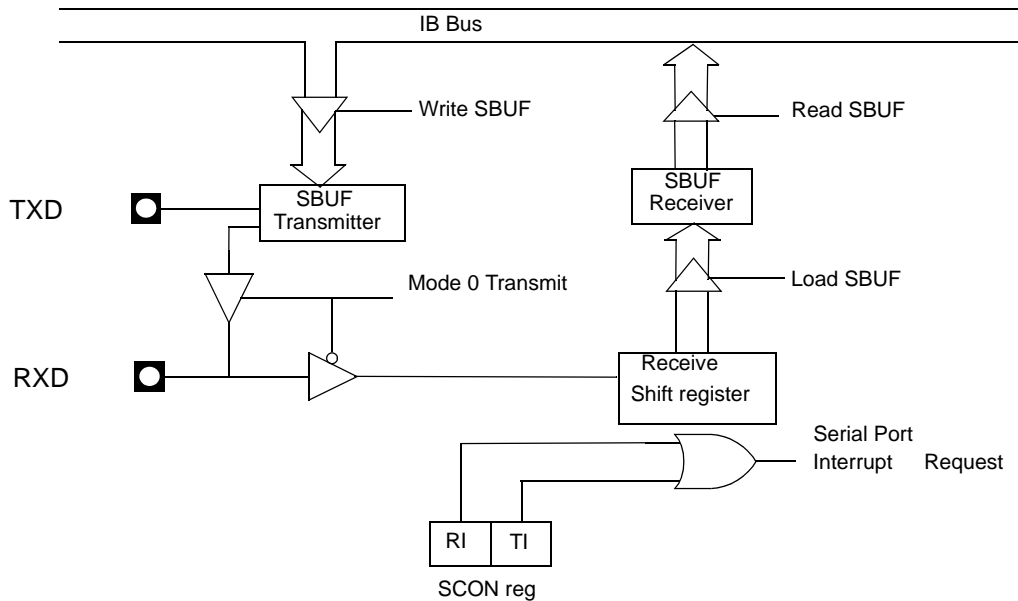 IB Bus
Write SBUF
Read SBUF
SBUF
Transmitter
SBUF
Receiver
TXD
Load SBUF
Mode 0 Transmit
RXD
Receive
Shift register
Serial Port
Interrupt Request
RI
TI
SCON reg